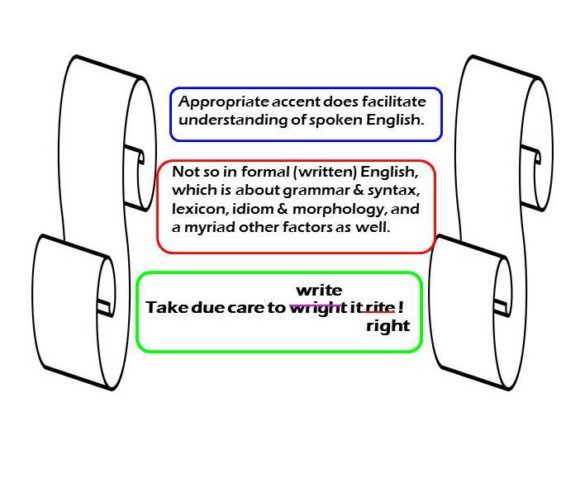 Appropriate accent does facilitate
understanding of spoken English.
Not so in formal (written) English,
which is about grammar & syntax,
lexicon, idiom & morphology, and
a myriad other factors as well.
write
Take due care to wright it rite !
right